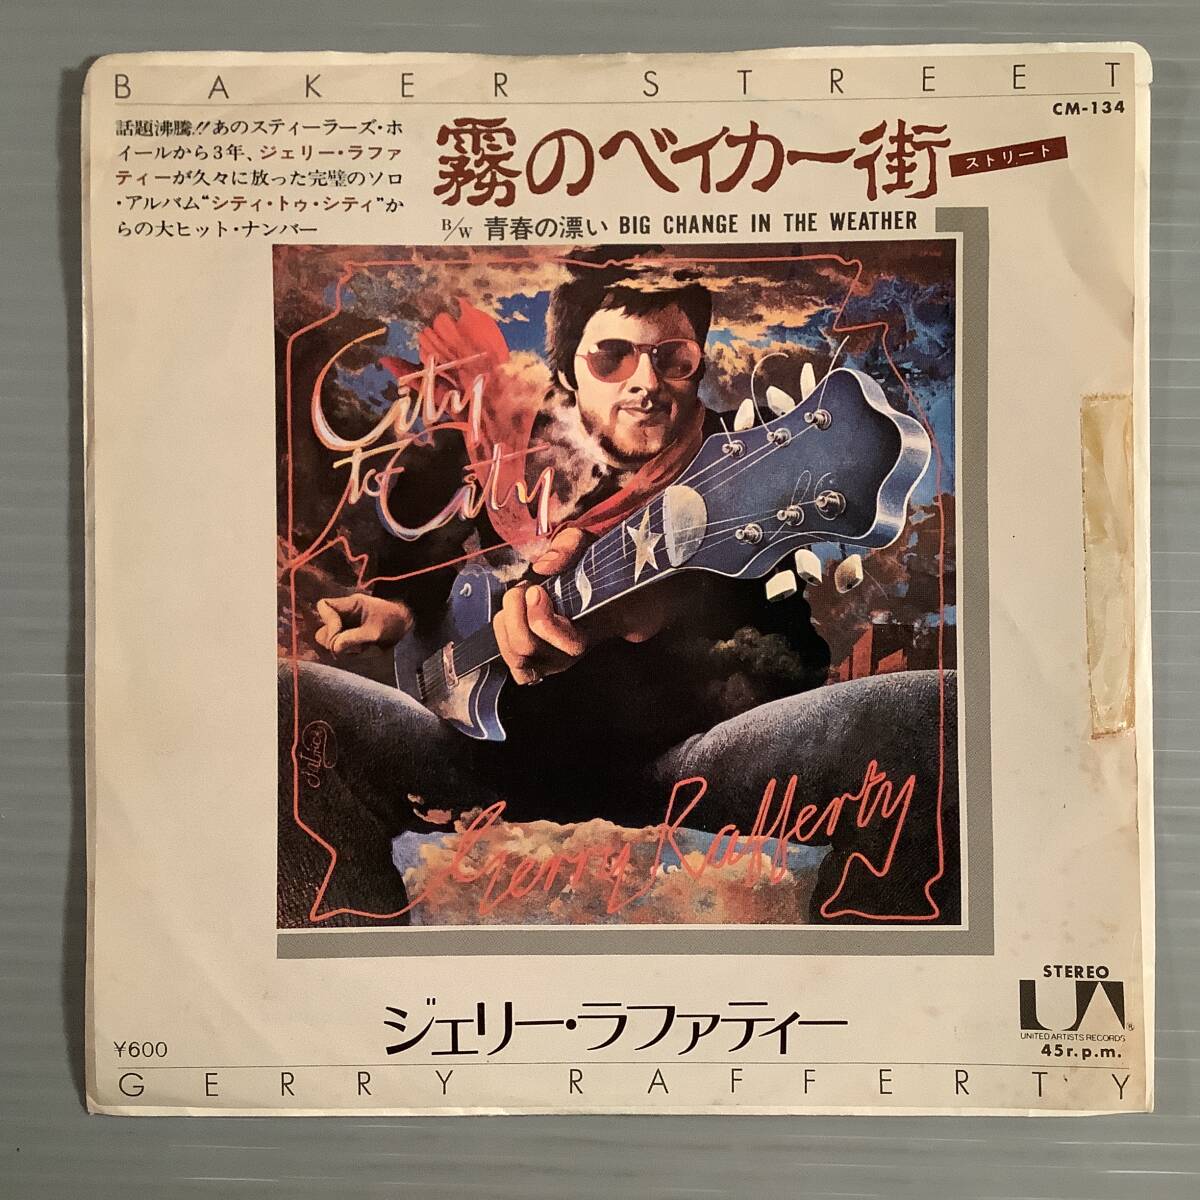 BAKER STREET
CM-134
話題沸騰!!あのスティーラーズ・ホ
イールから3年、ジェリー・ラファ
ティーが久々に放った完璧のソロ
・アルバム“シティ・トゥ・シティ”か
らの大ヒット・ナンバー
霧のベイカー街
ストリート
B/W 青春の漂い BIG CHANGE IN THE WEATHER
City
to City
Patrick
Gerry Rafferty
ジェリー・ラファティー
STEREO
UA
®
UNITED ARTISTS RECORDS
45r.p.m.
¥600
GERRY RAFFERTY